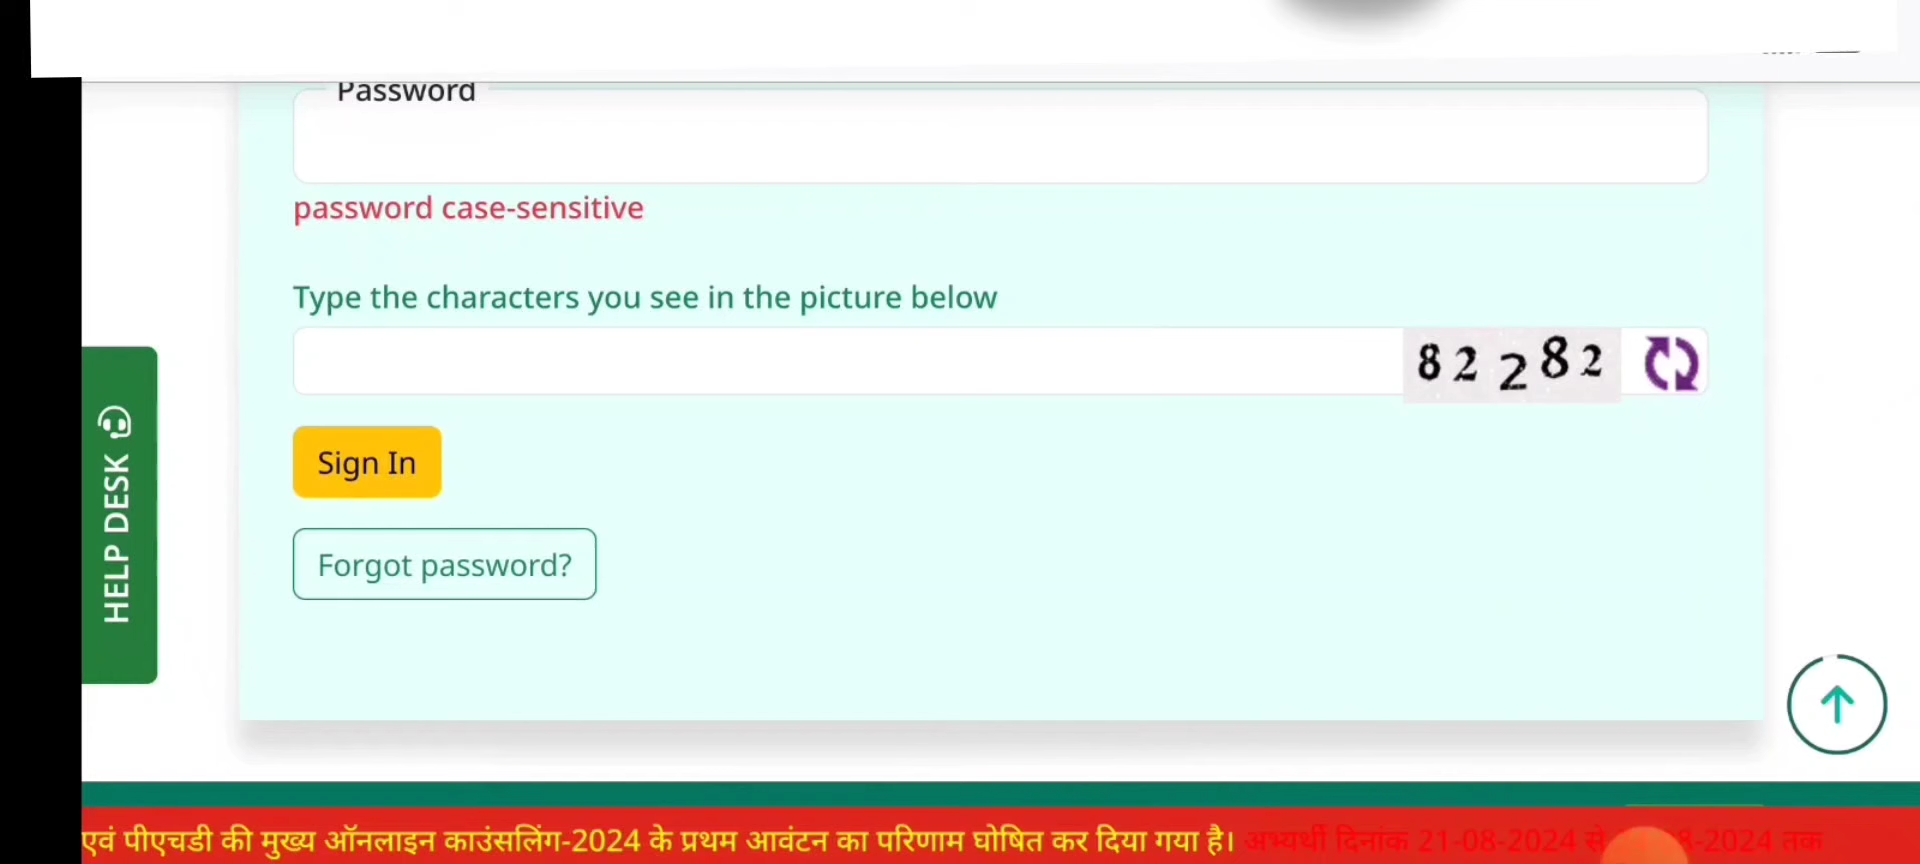 Password
password case-sensitive
Type the characters you see in the picture below
82282
Sign In
Forgot password?
HELP DESK
एवं पीएचडी की मुख्य ऑनलाइन काउंसलिंग-2024 के प्रथम आवंटन का परिणाम घोषित कर दिया गया है। अभ्यर्थी दिनांक 21-08-2024 से 8-2024 तक